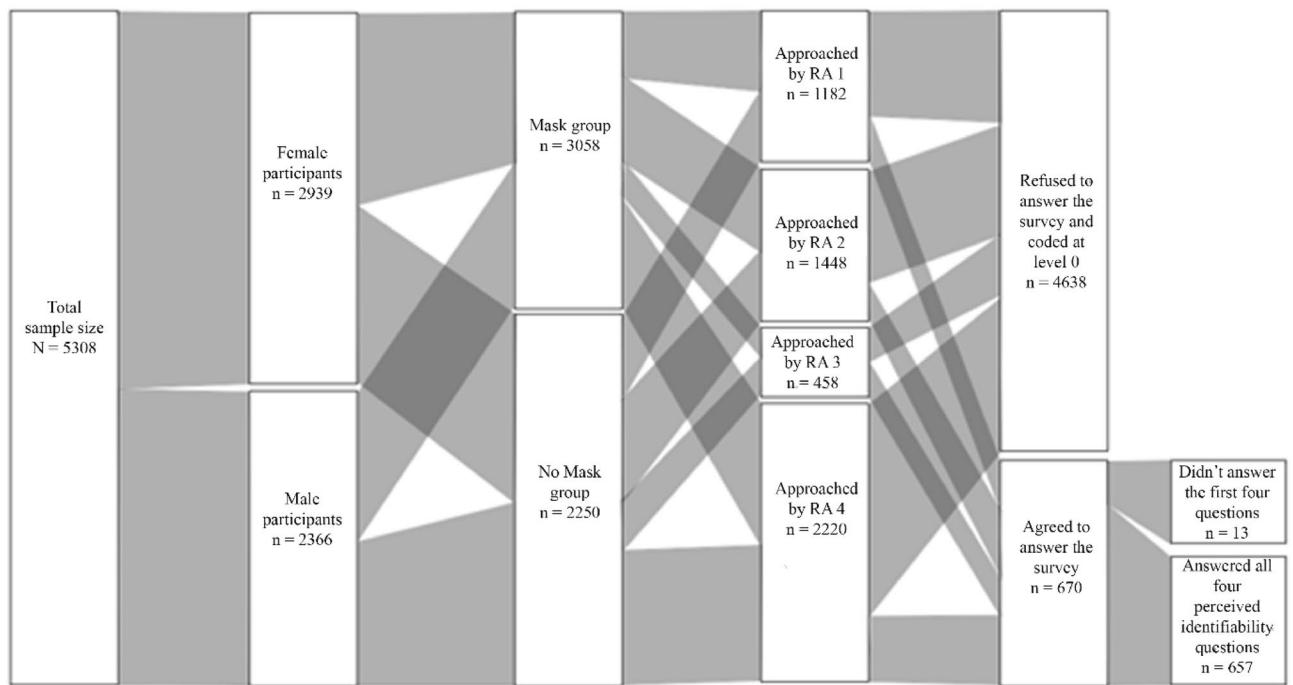 Total
sample size
N = 5308
Female
participants
n = 2939
Male
participants
n = 2366
Mask group
n = 3058
No Mask
group
n = 2250
Approached
by RA 1
n = 1182
Approached
by RA 2
n = 1448
Approached
by RA 3
n = 458
Approached
by RA 4
n = 2220
Refused to
answer the
survey and
coded at
level 0
n = 4638
Agreed to
answer the
survey
n = 670
Didn't answer
the first four
questions
n = 13
Answered all
four
perceived
identifiability
questions
n = 657